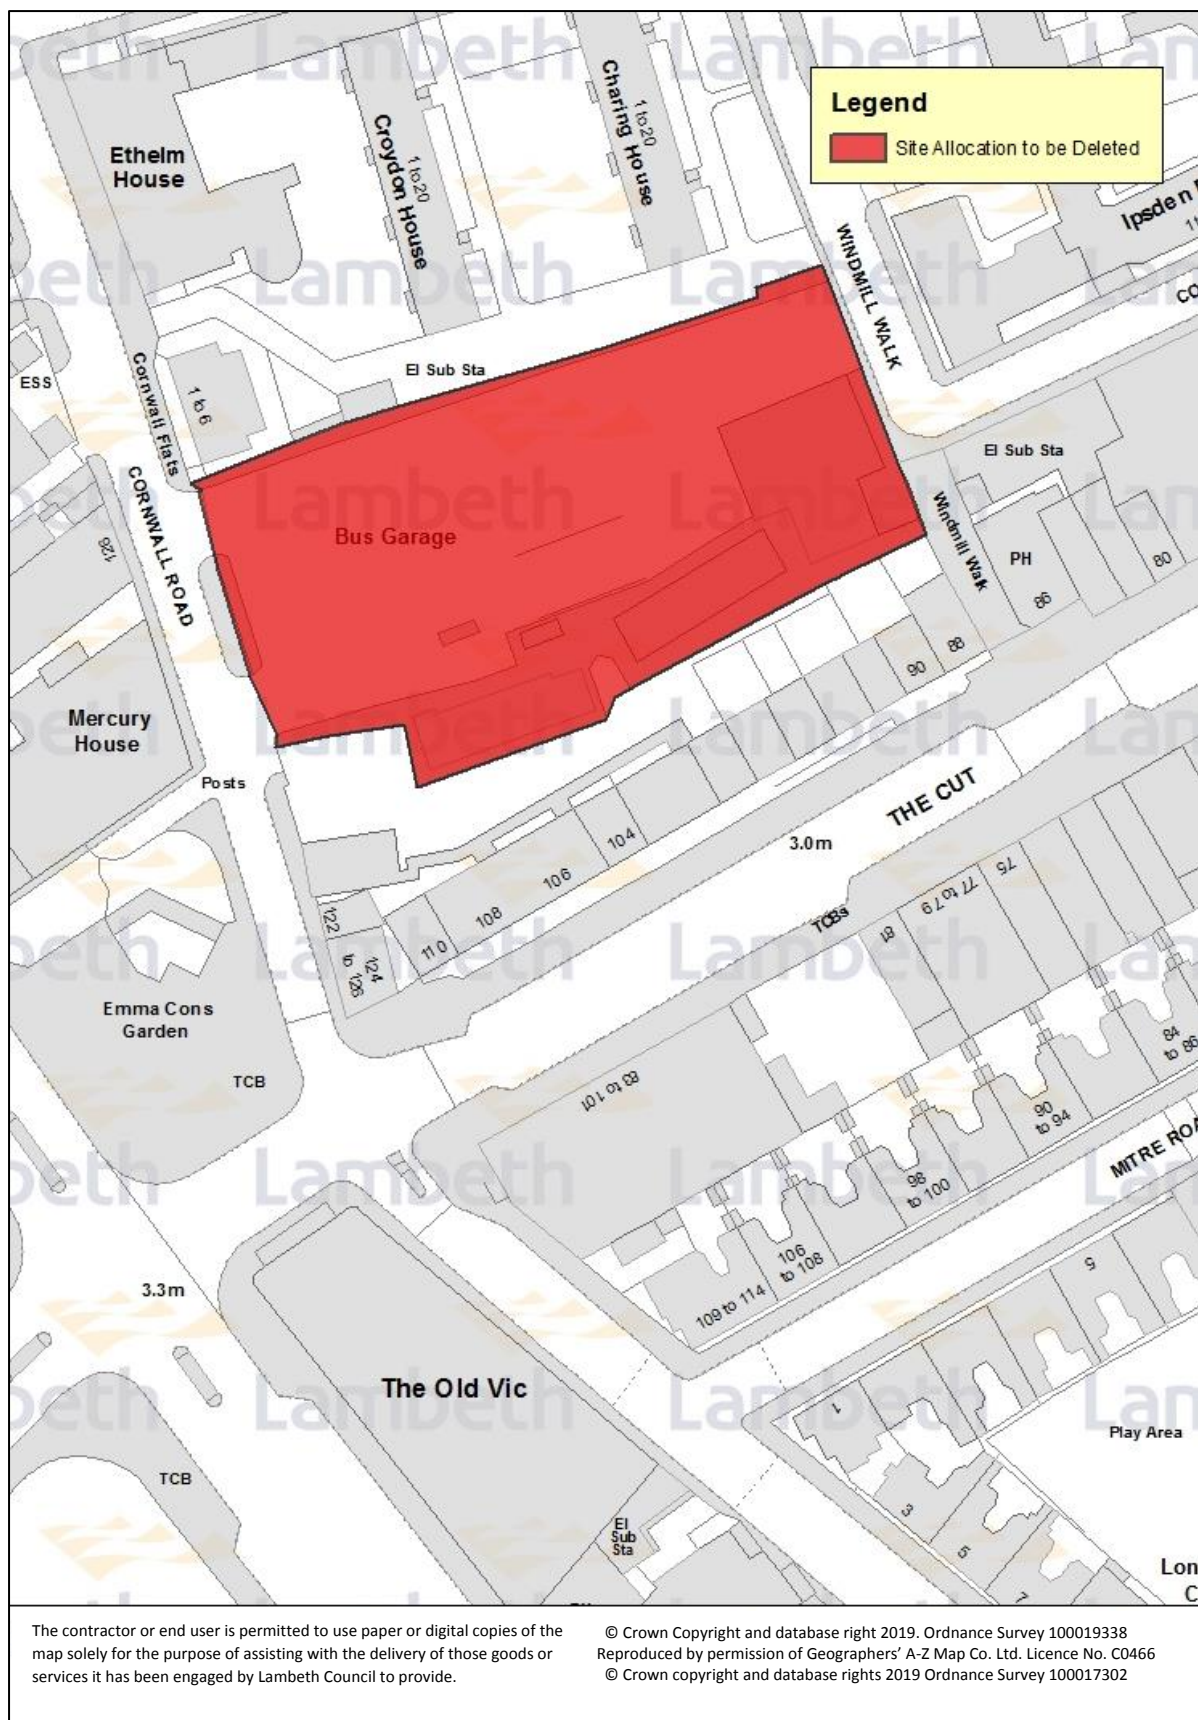 Legend
Site Allocation to be Deleted
Ethelm
House
Croydon House
1 to 20
Charing House
1 to 20
Ipsden
WINDMILL WALK
ESS
Cornwall Flats
1 to 6
El Sub Sta
El Sub Sta
CORNWALL ROAD
Bus Garage
Windmill Walk
PH
80
86
88
90
Mercury
House
Posts
THE CUT
3.0m
104
106
108
110
122
124
to 126
TCBs
81
77 to 79
75
Emma Cons
Garden
TCB
83 to 101
84
to 86
90
to 94
98
to 100
MITRE ROA
106
to 108
109 to 114
3.3m
5
The Old Vic
1
Play Area
TCB
3
5
7
El
Sub
Sta
Lon
C
Lambeth
The contractor or end user is permitted to use paper or digital copies of the
map solely for the purpose of assisting with the delivery of those goods or
services it has been engaged by Lambeth Council to provide.
© Crown Copyright and database right 2019. Ordnance Survey 100019338
Reproduced by permission of Geographers' A-Z Map Co. Ltd. Licence No. C0466
© Crown copyright and database rights 2019 Ordnance Survey 100017302